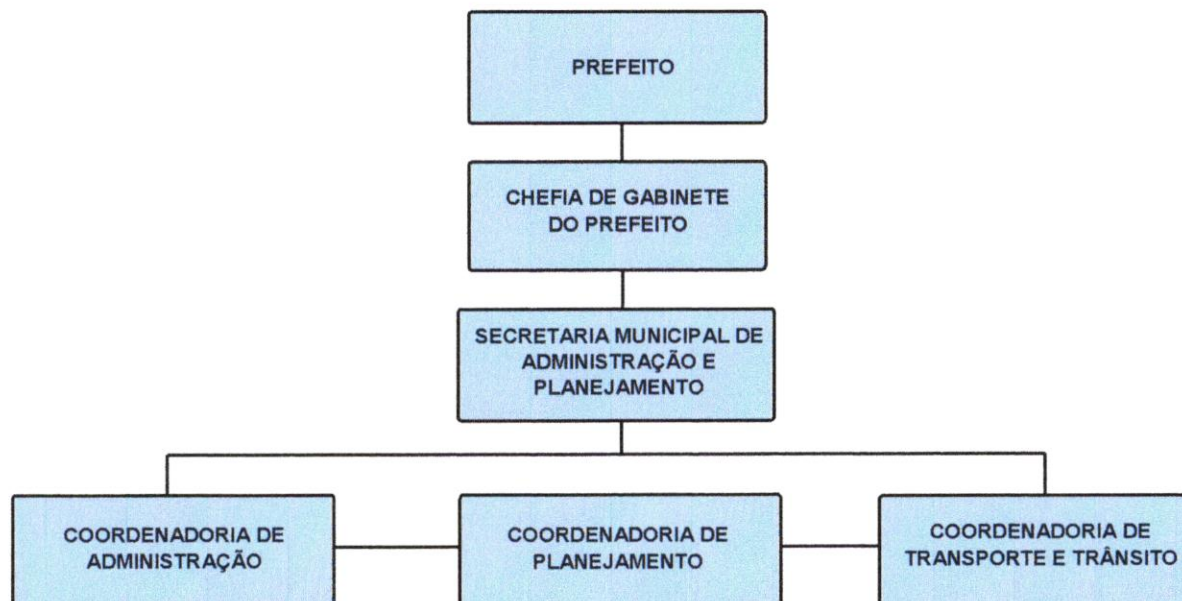 PREFEITO
CHEFIA DE GABINETE
DO PREFEITO
SECRETARIA MUNICIPAL DE
ADMINISTRAÇÃO E
PLANEJAMENTO
COORDENADORIA DE
ADMINISTRAÇÃO
COORDENADORIA DE
PLANEJAMENTO
COORDENADORIA DE
TRANSPORTE E TRÂNSITO